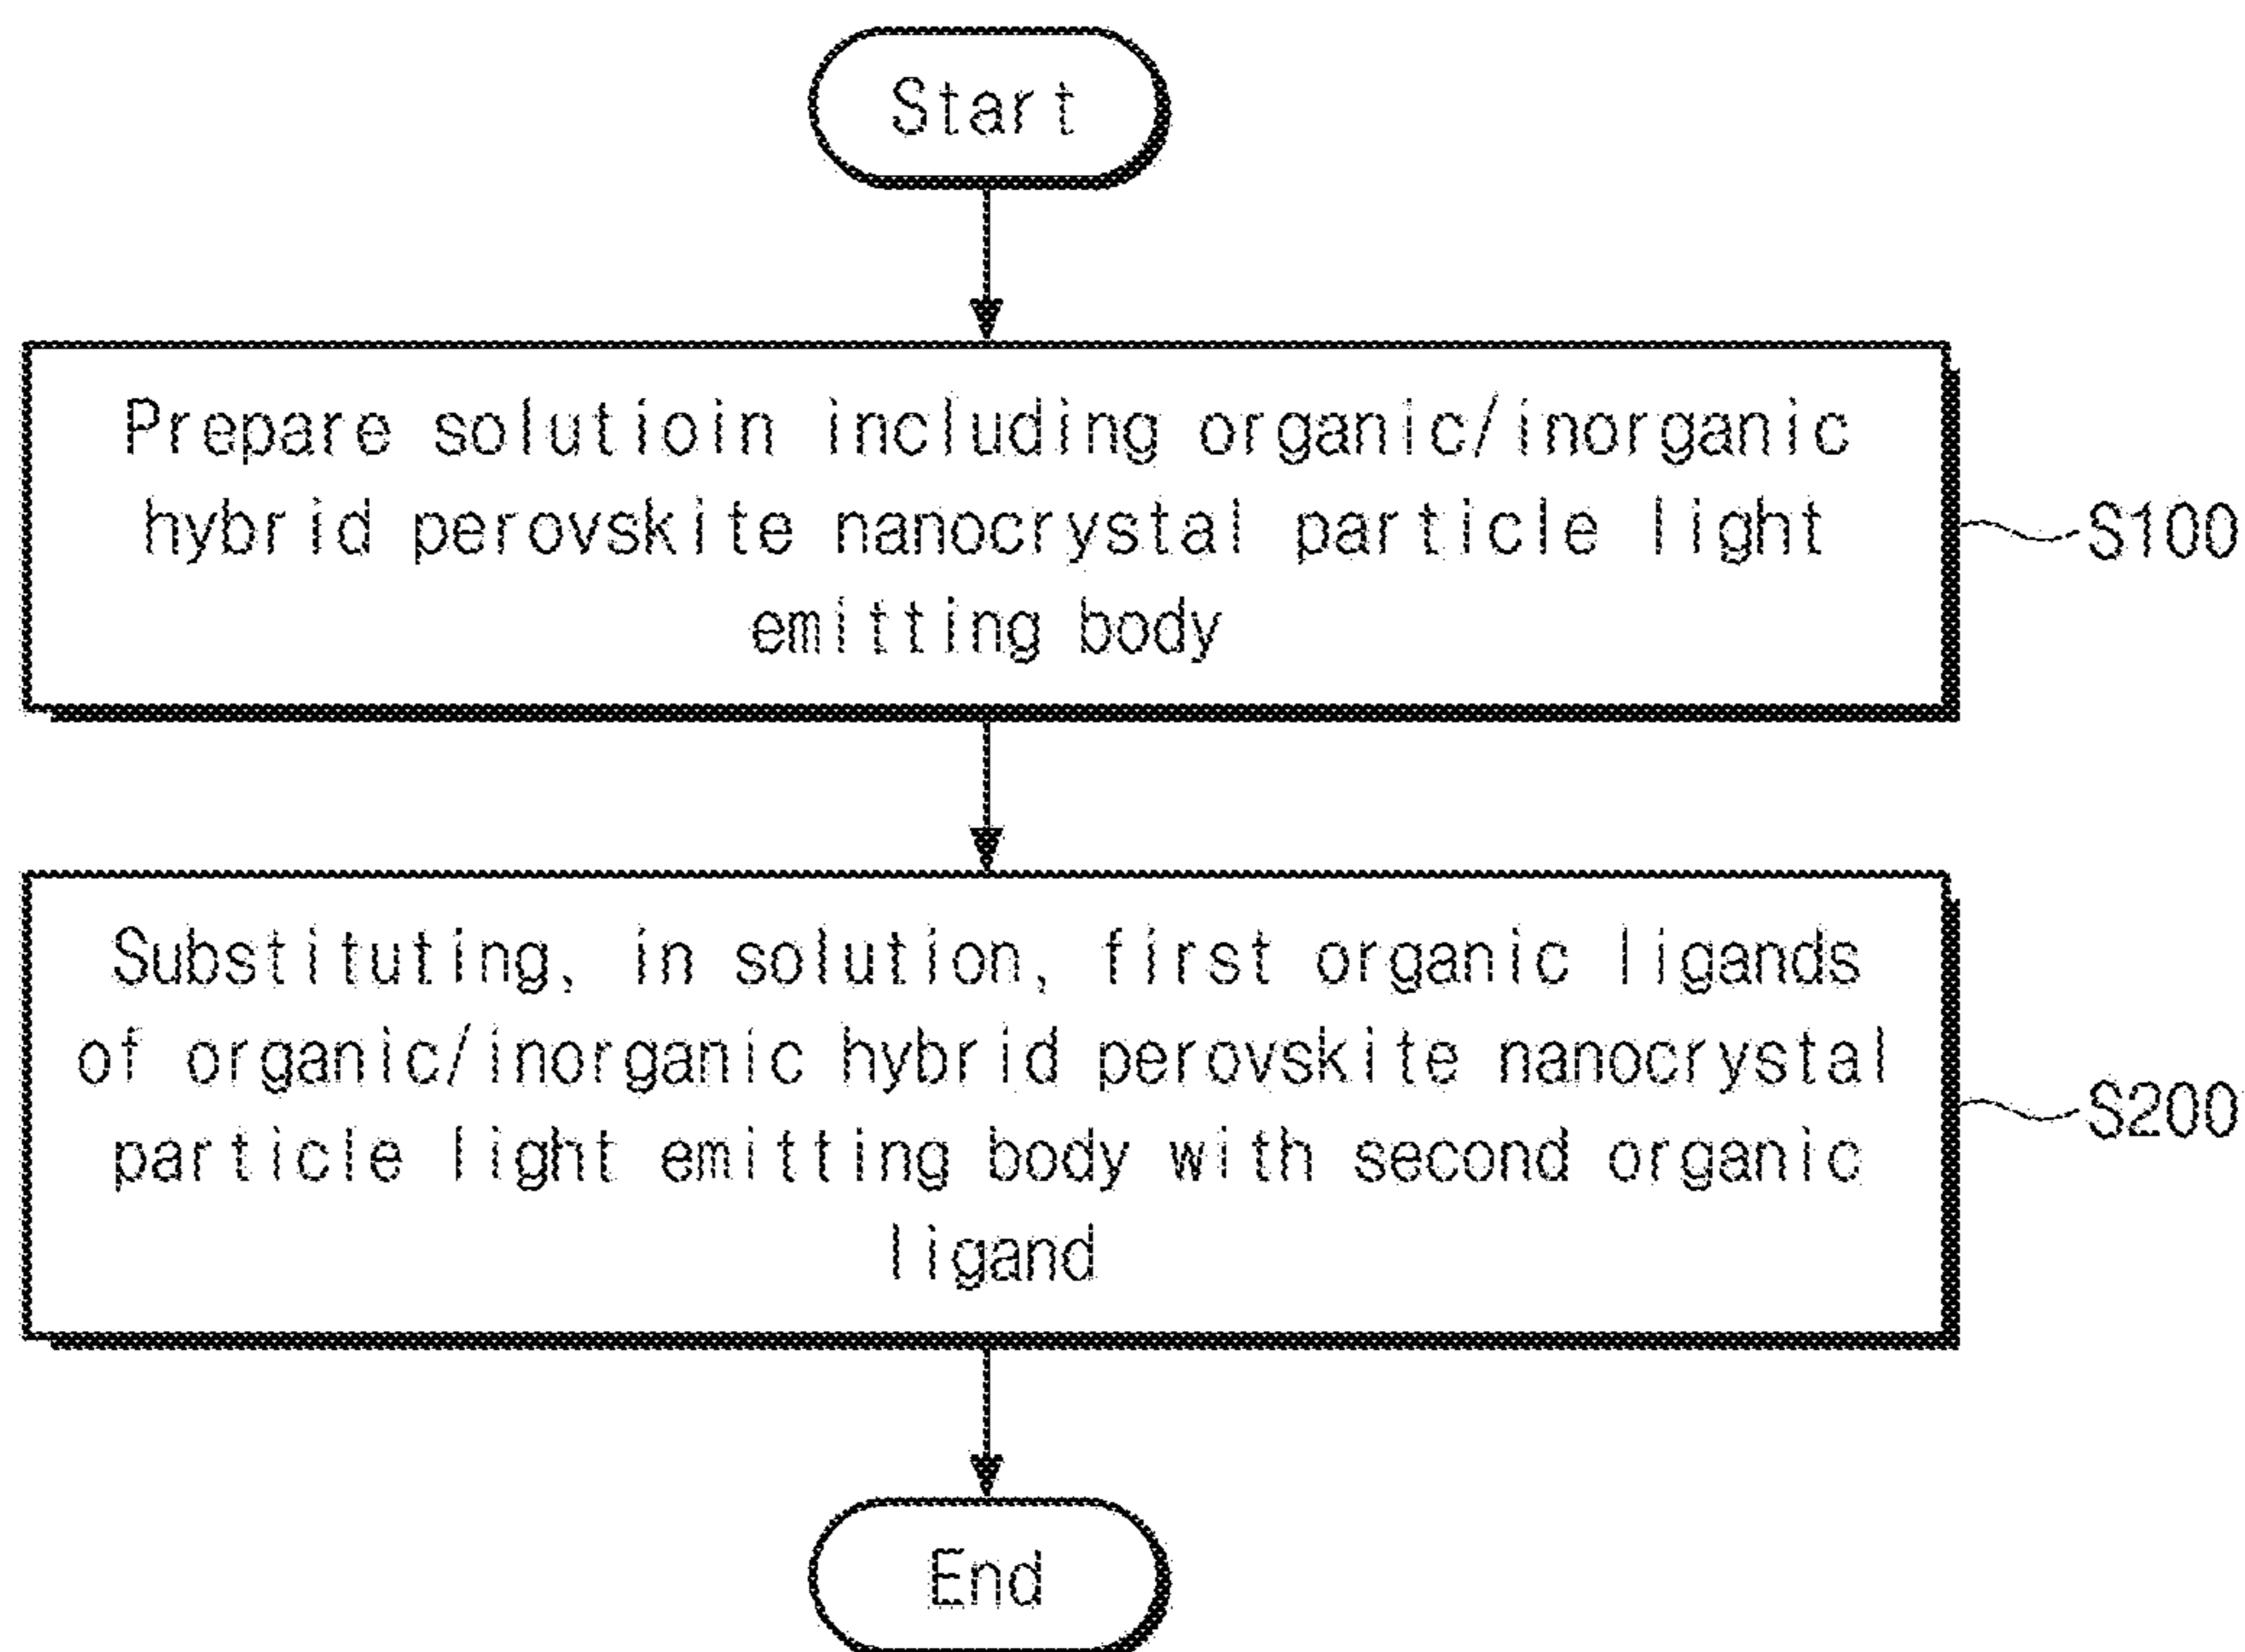 Start
Prepare solutioin including organic/inorganic
hybrid perovskite nanocrystal particle light
emitting body
S100
Substituting, in solution, first organic ligands
of organic/inorganic hybrid perovskite nanocrystal
particle light emitting body with second organic
ligand
S200
End